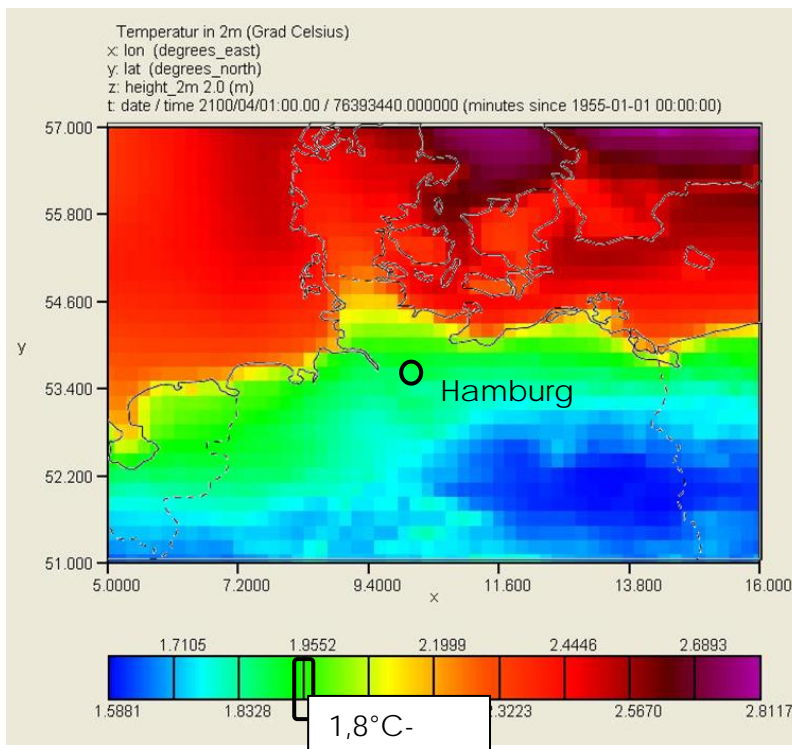 Temperatur in 2m (Grad Celsius)
x: lon (degrees_east)
y: lat (degrees_north)
z: height_2m 2.0 (m)
t: date / time 2100/04/01:00.00 / 76393440.000000 (minutes since 1955-01-01 00:00:00)
57.000
55.800
54.600
y
53.400
Hamburg
52.200
51.000
5.0000 7.2000 9.4000 11.600 13.800 16.000
x
1.7105 1.9552 2.1999 2.4446 2.6893
1.5881 1.8328 .3223 2.5670 2.8117
1,8°C-